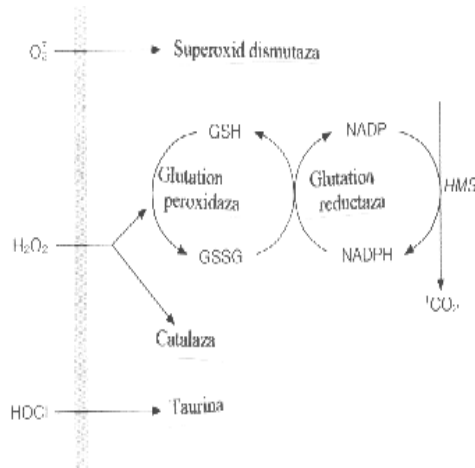 O₂⁻ Superoxid dismutaza
GSH NADP
Glutation Glutation HMS
peroxidaza reductaza
H₂O₂ GSSG NADPH
CO₂
Catalaza
HOCl Taurina